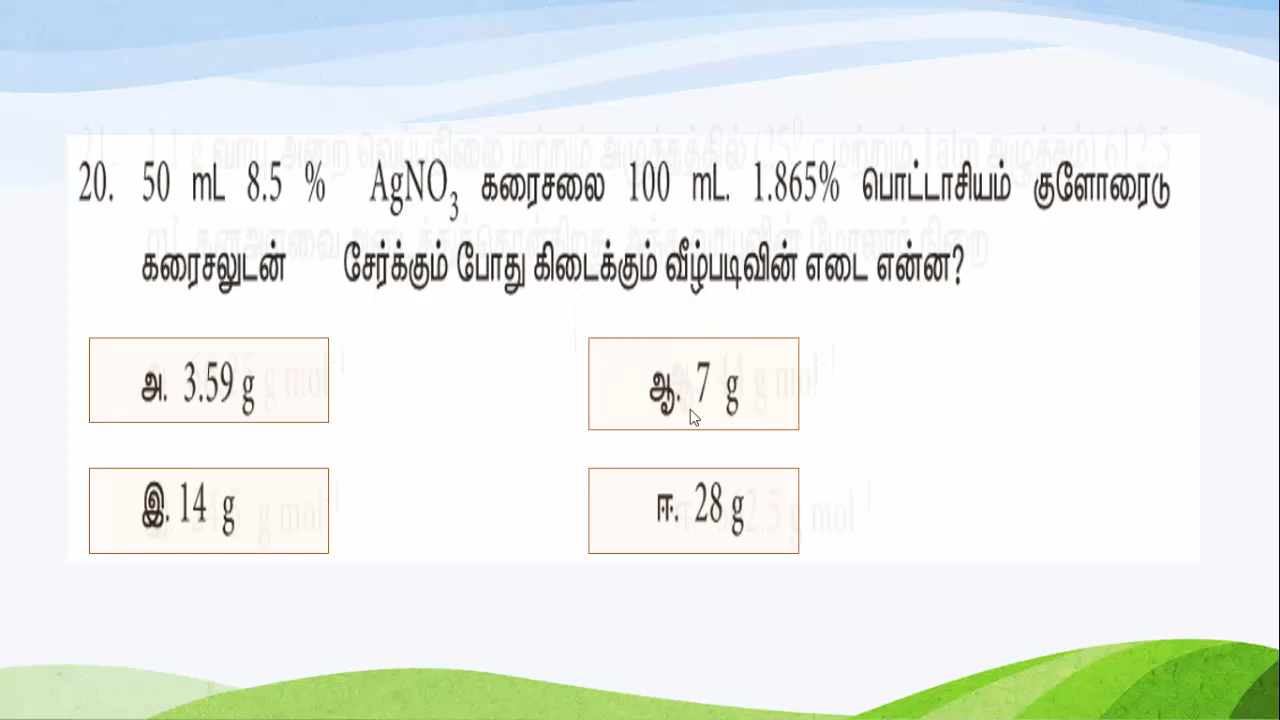 20. 50 mL 8.5 % AgNO3 கரைசலை 100 mL. 1.865% பொட்டாசியம் குளோரைடு
கரைசலுடன் சேர்க்கும் போது கிடைக்கும் வீழ்படிவின் எடை என்ன?
அ. 3.59 g
ஆ. 7 g
இ. 14 g
ஈ. 28 g